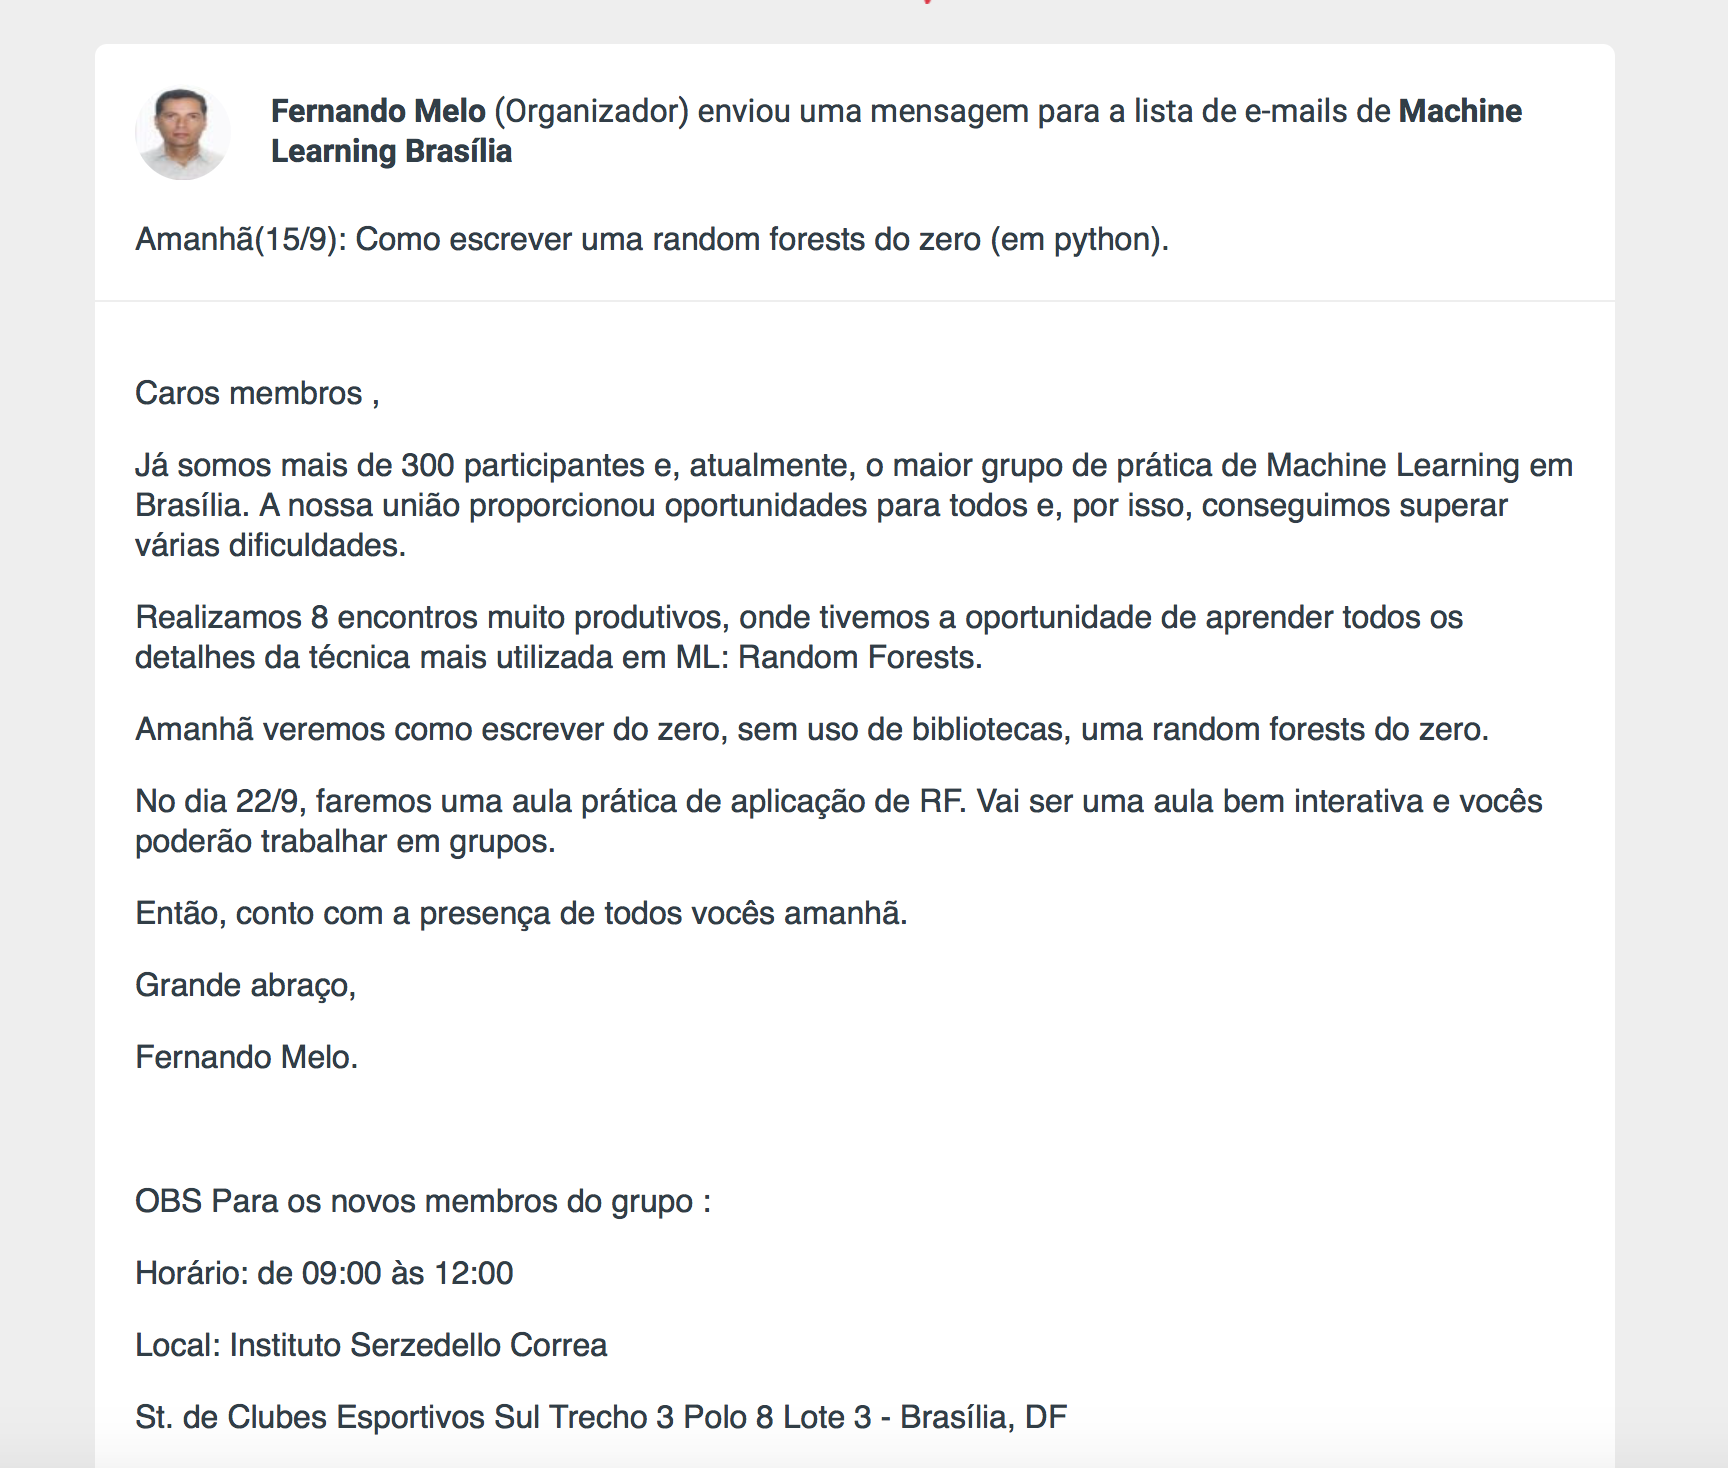 Fernando Melo (Organizador) enviou uma mensagem para a lista de e-mails de Machine
Learning Brasília
Amanhã(15/9): Como escrever uma random forests do zero (em python).
Caros membros ,
Já somos mais de 300 participantes e, atualmente, o maior grupo de prática de Machine Learning em
Brasília. A nossa união proporcionou oportunidades para todos e, por isso, conseguimos superar
várias dificuldades.
Realizamos 8 encontros muito produtivos, onde tivemos a oportunidade de aprender todos os
detalhes da técnica mais utilizada em ML: Random Forests.
Amanhã veremos como escrever do zero, sem uso de bibliotecas, uma random forests do zero.
No dia 22/9, faremos uma aula prática de aplicação de RF. Vai ser uma aula bem interativa e vocês
poderão trabalhar em grupos.
Então, conto com a presença de todos vocês amanhã.
Grande abraço,
Fernando Melo.
OBS Para os novos membros do grupo :
Horário: de 09:00 às 12:00
Local: Instituto Serzedello Correa
St. de Clubes Esportivos Sul Trecho 3 Polo 8 Lote 3 - Brasília, DF